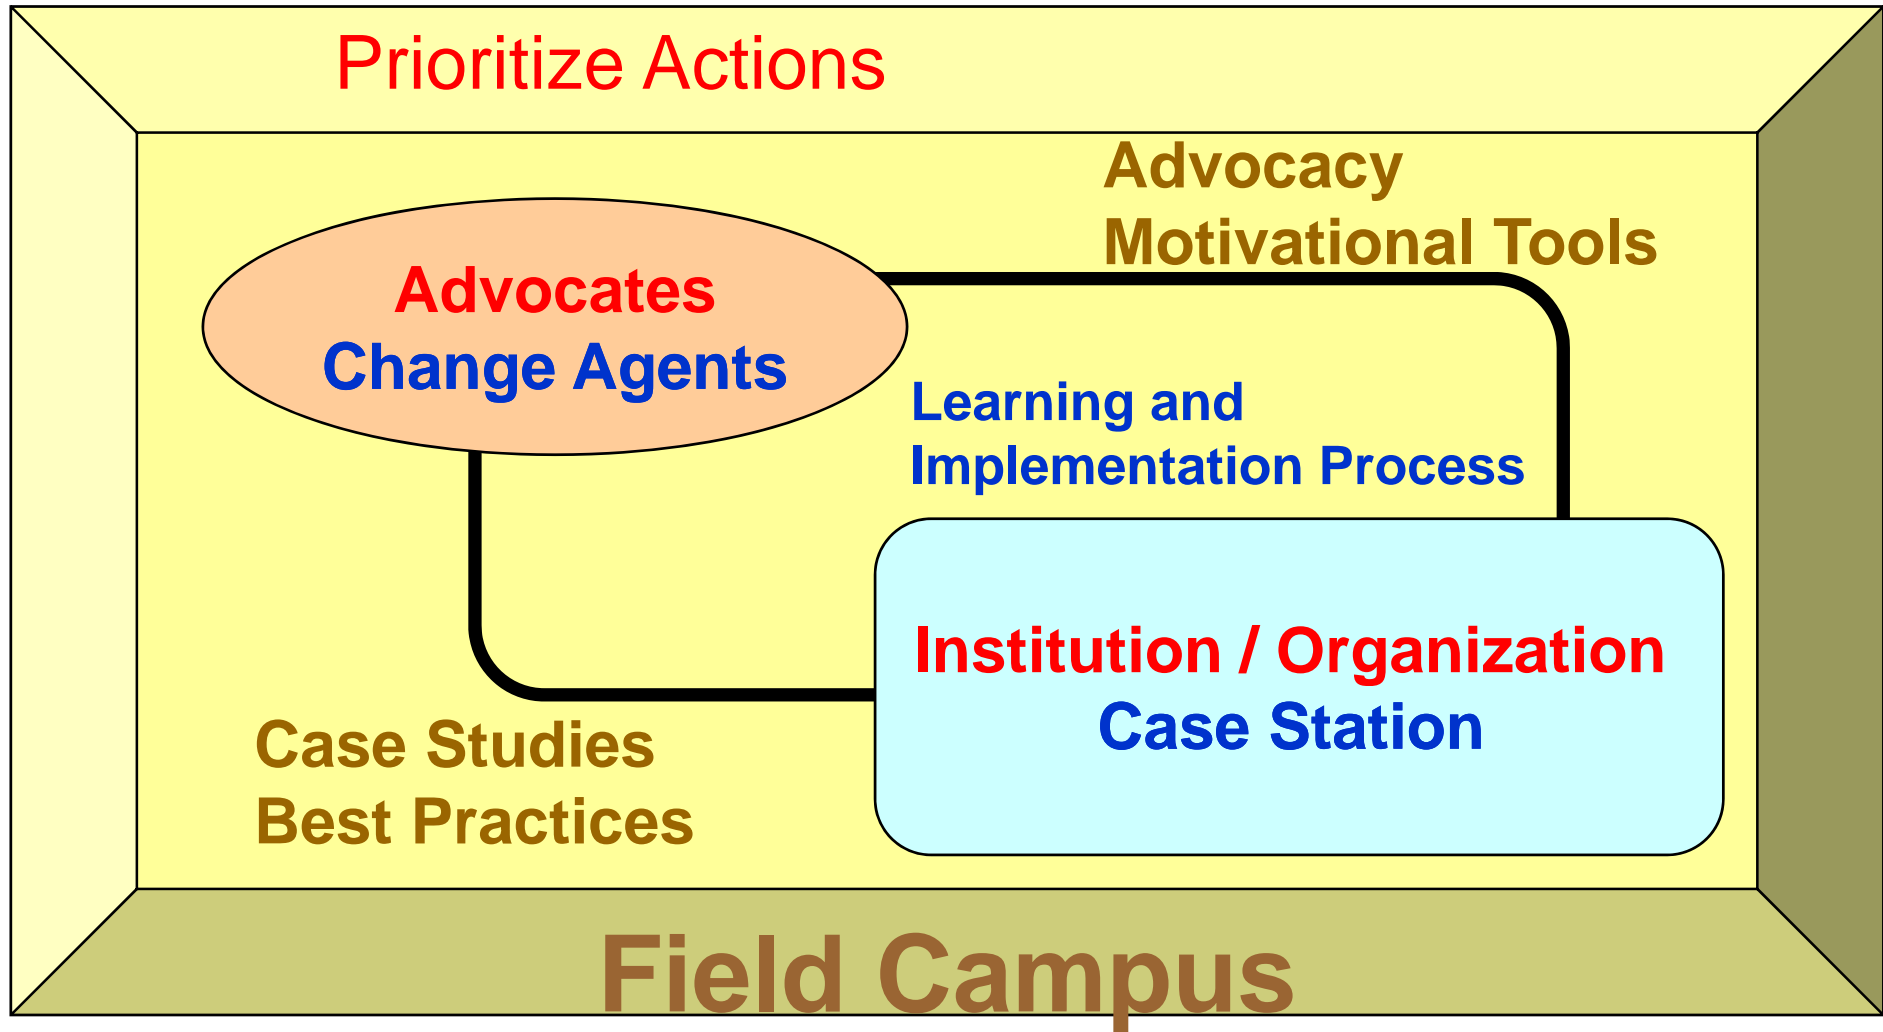 Prioritize Actions
Advocacy
Motivational Tools
Advocates
Change Agents
Learning and
Implementation Process
Institution / Organization
Case Station
Case Studies
Best Practices
Field Campus